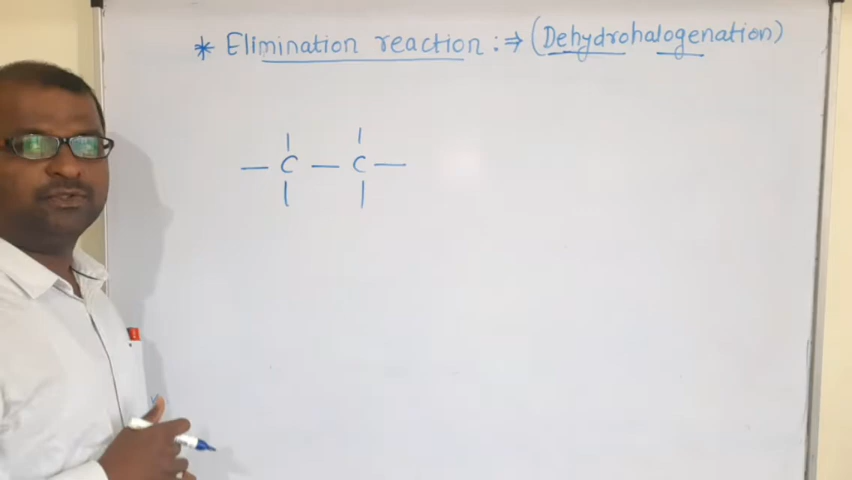 * Elimination reaction :⇒ (Dehydrohalogenation)
— C — C —